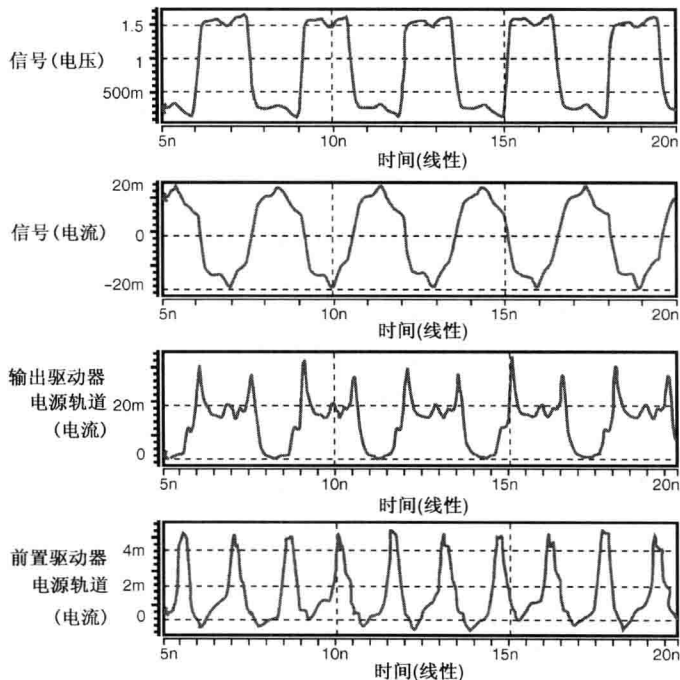 信号(电压)
1.5
1
500m
5n 10n 15n 20n
时间(线性)
信号(电流)
20m
0
-20m
5n 10n 15n 20n
时间(线性)
输出驱动器
电源轨道
(电流)
20m
0
5n 10n 15n 20n
时间(线性)
前置驱动器
电源轨道
(电流)
4m
2m
0
5n 10n 15n 20n
时间(线性)